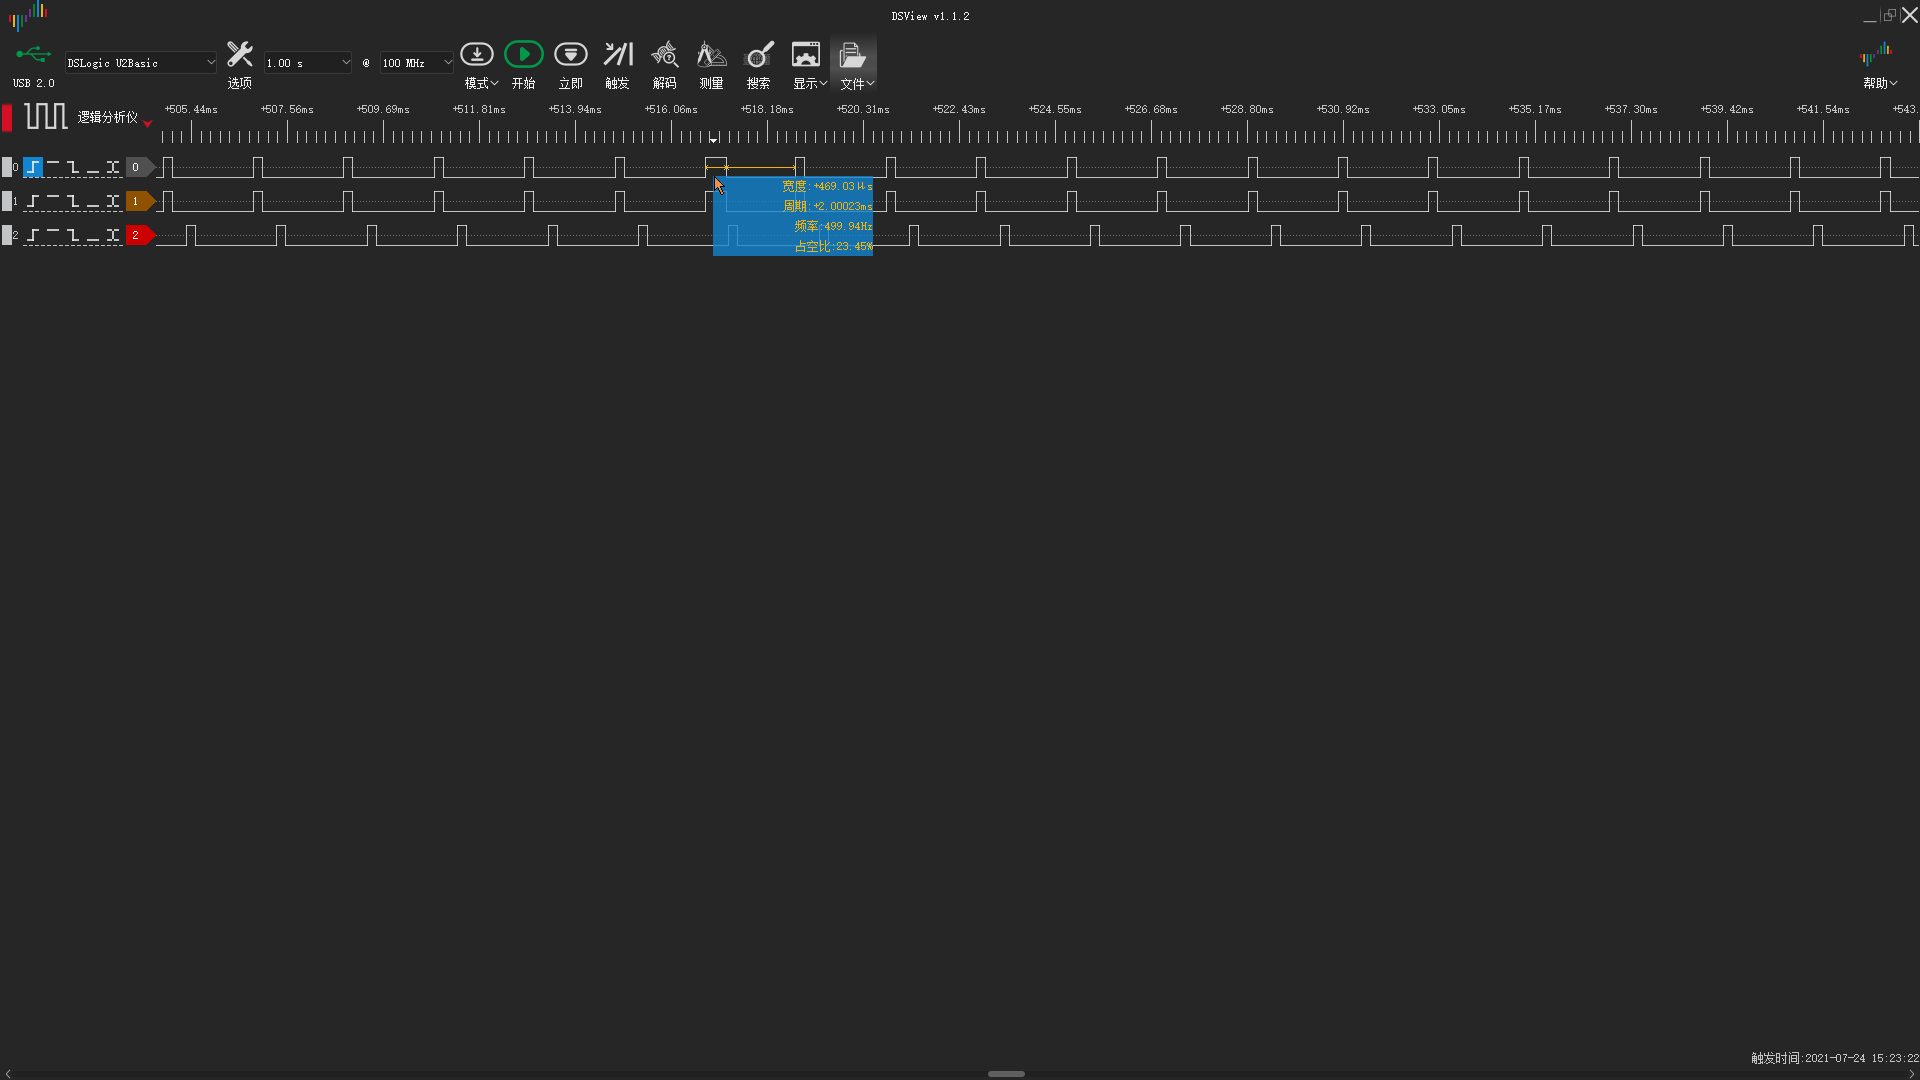 DSView v1.1.2
USB 2.0
DSLogic U2Basic
选项
1.00 s
@
100 MHz
模式
开始
立即
触发
解码
测量
搜索
显示
文件
帮助
逻辑分析仪
+505.44ms +507.56ms +509.69ms +511.81ms +513.94ms +516.06ms +518.18ms +520.31ms +522.43ms +524.55ms +526.68ms +528.80ms +530.92ms +533.05ms +535.17ms +537.30ms +539.42ms +541.54ms +543.
0 0
1 1
2 2
宽度:+469.03μs
周期:+2.00023ms
频率:499.94Hz
占空比:23.45%
触发时间:2021-07-24 15:23:22